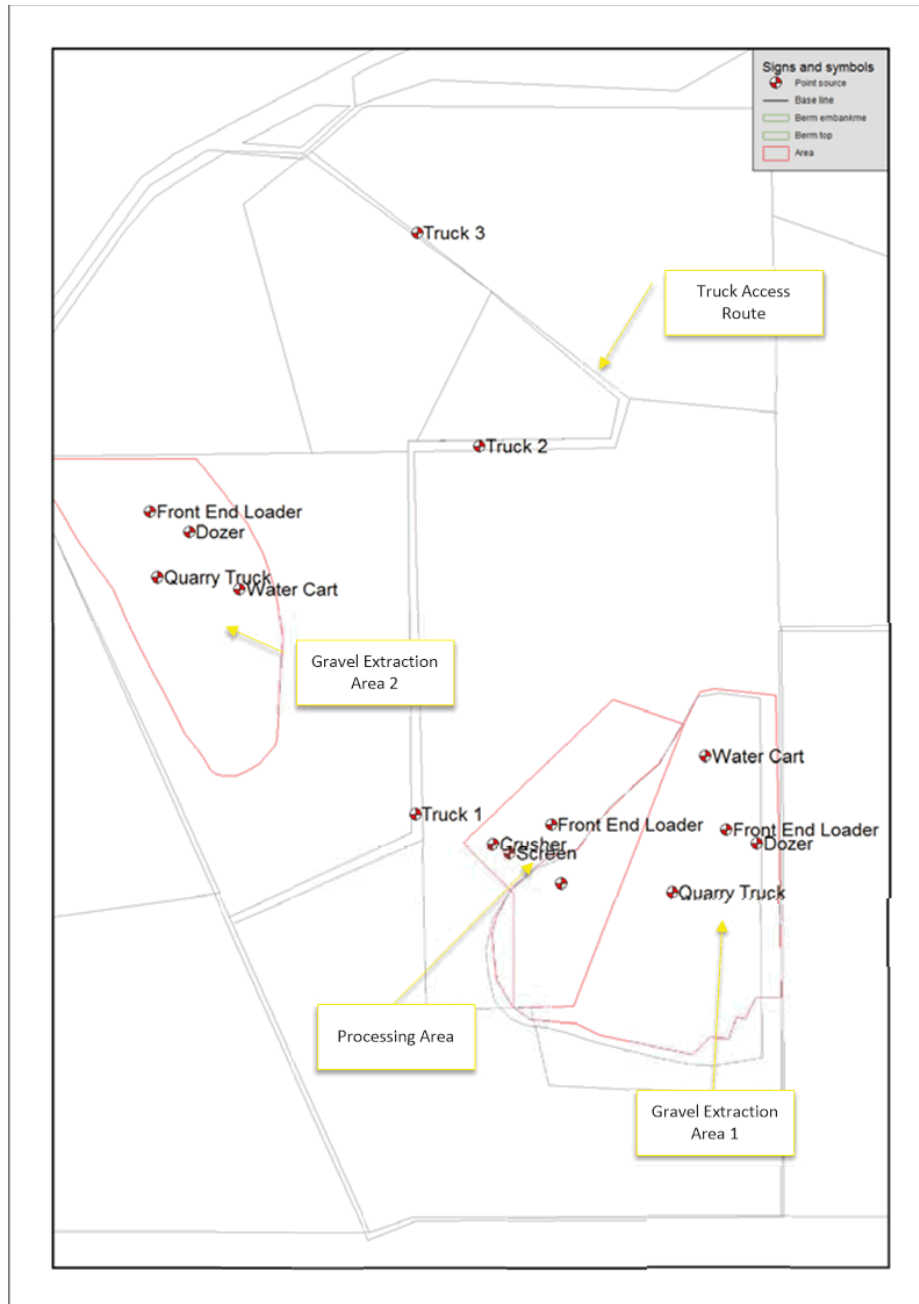 Signs and symbols
Point source
Base line
Berm embankme
Berm top
Area
Truck 3
Truck Access
Route
Truck 2
Front End Loader
Dozer
Quarry Truck
Water Cart
Gravel Extraction
Area 2
Water Cart
Truck 1
Front End Loader
Front End Loader
Crusher
Dozer
Screen
Quarry Truck
Processing Area
Gravel Extraction
Area 1